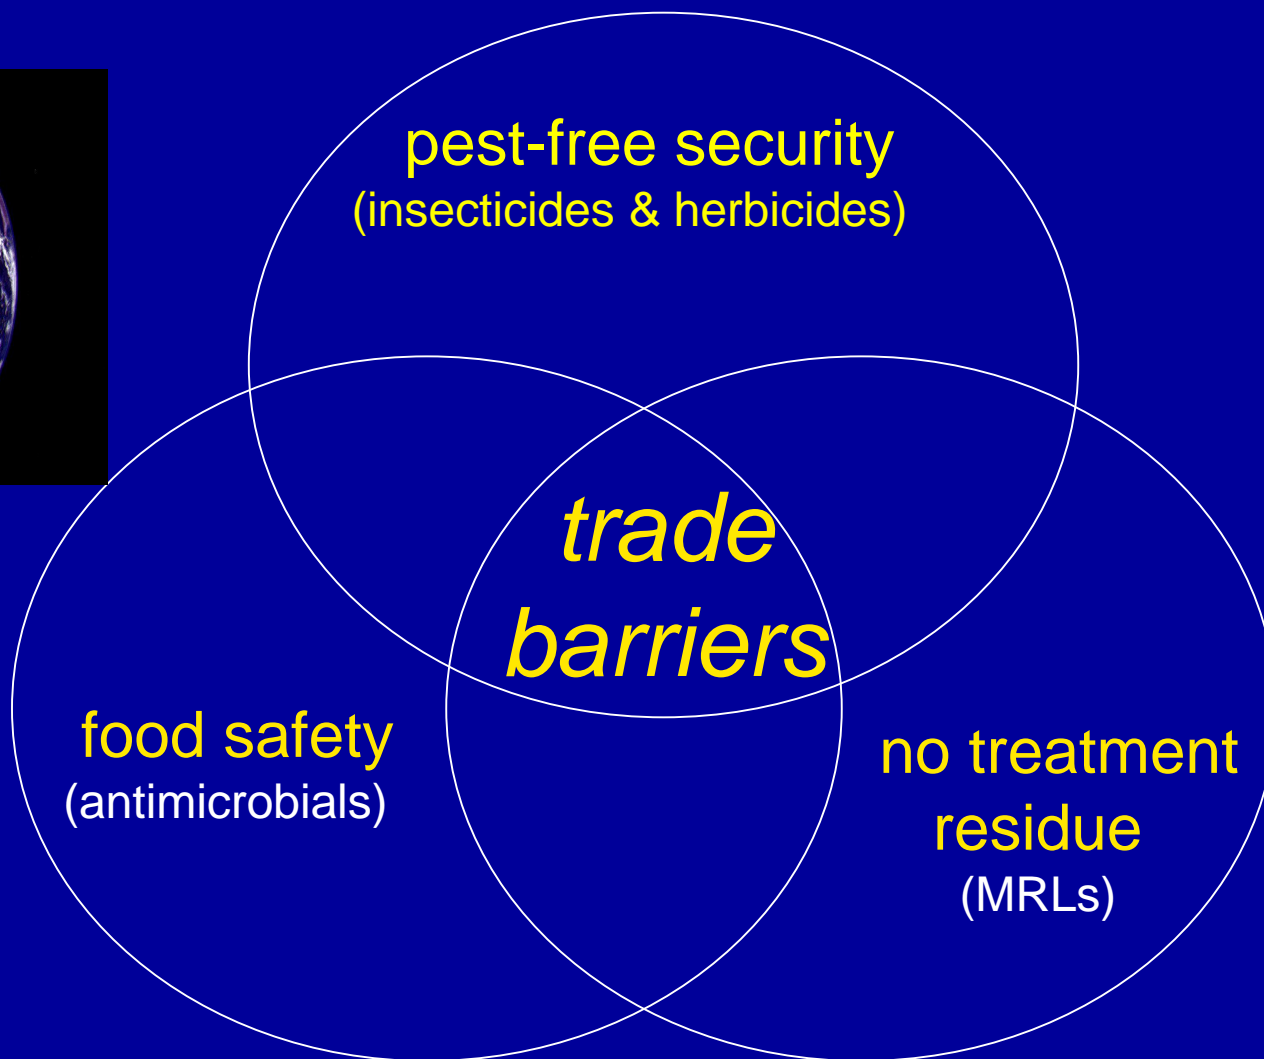 pest-free security
(insecticides & herbicides)
trade
barriers
food safety
(antimicrobials)
no treatment
residue
(MRLs)